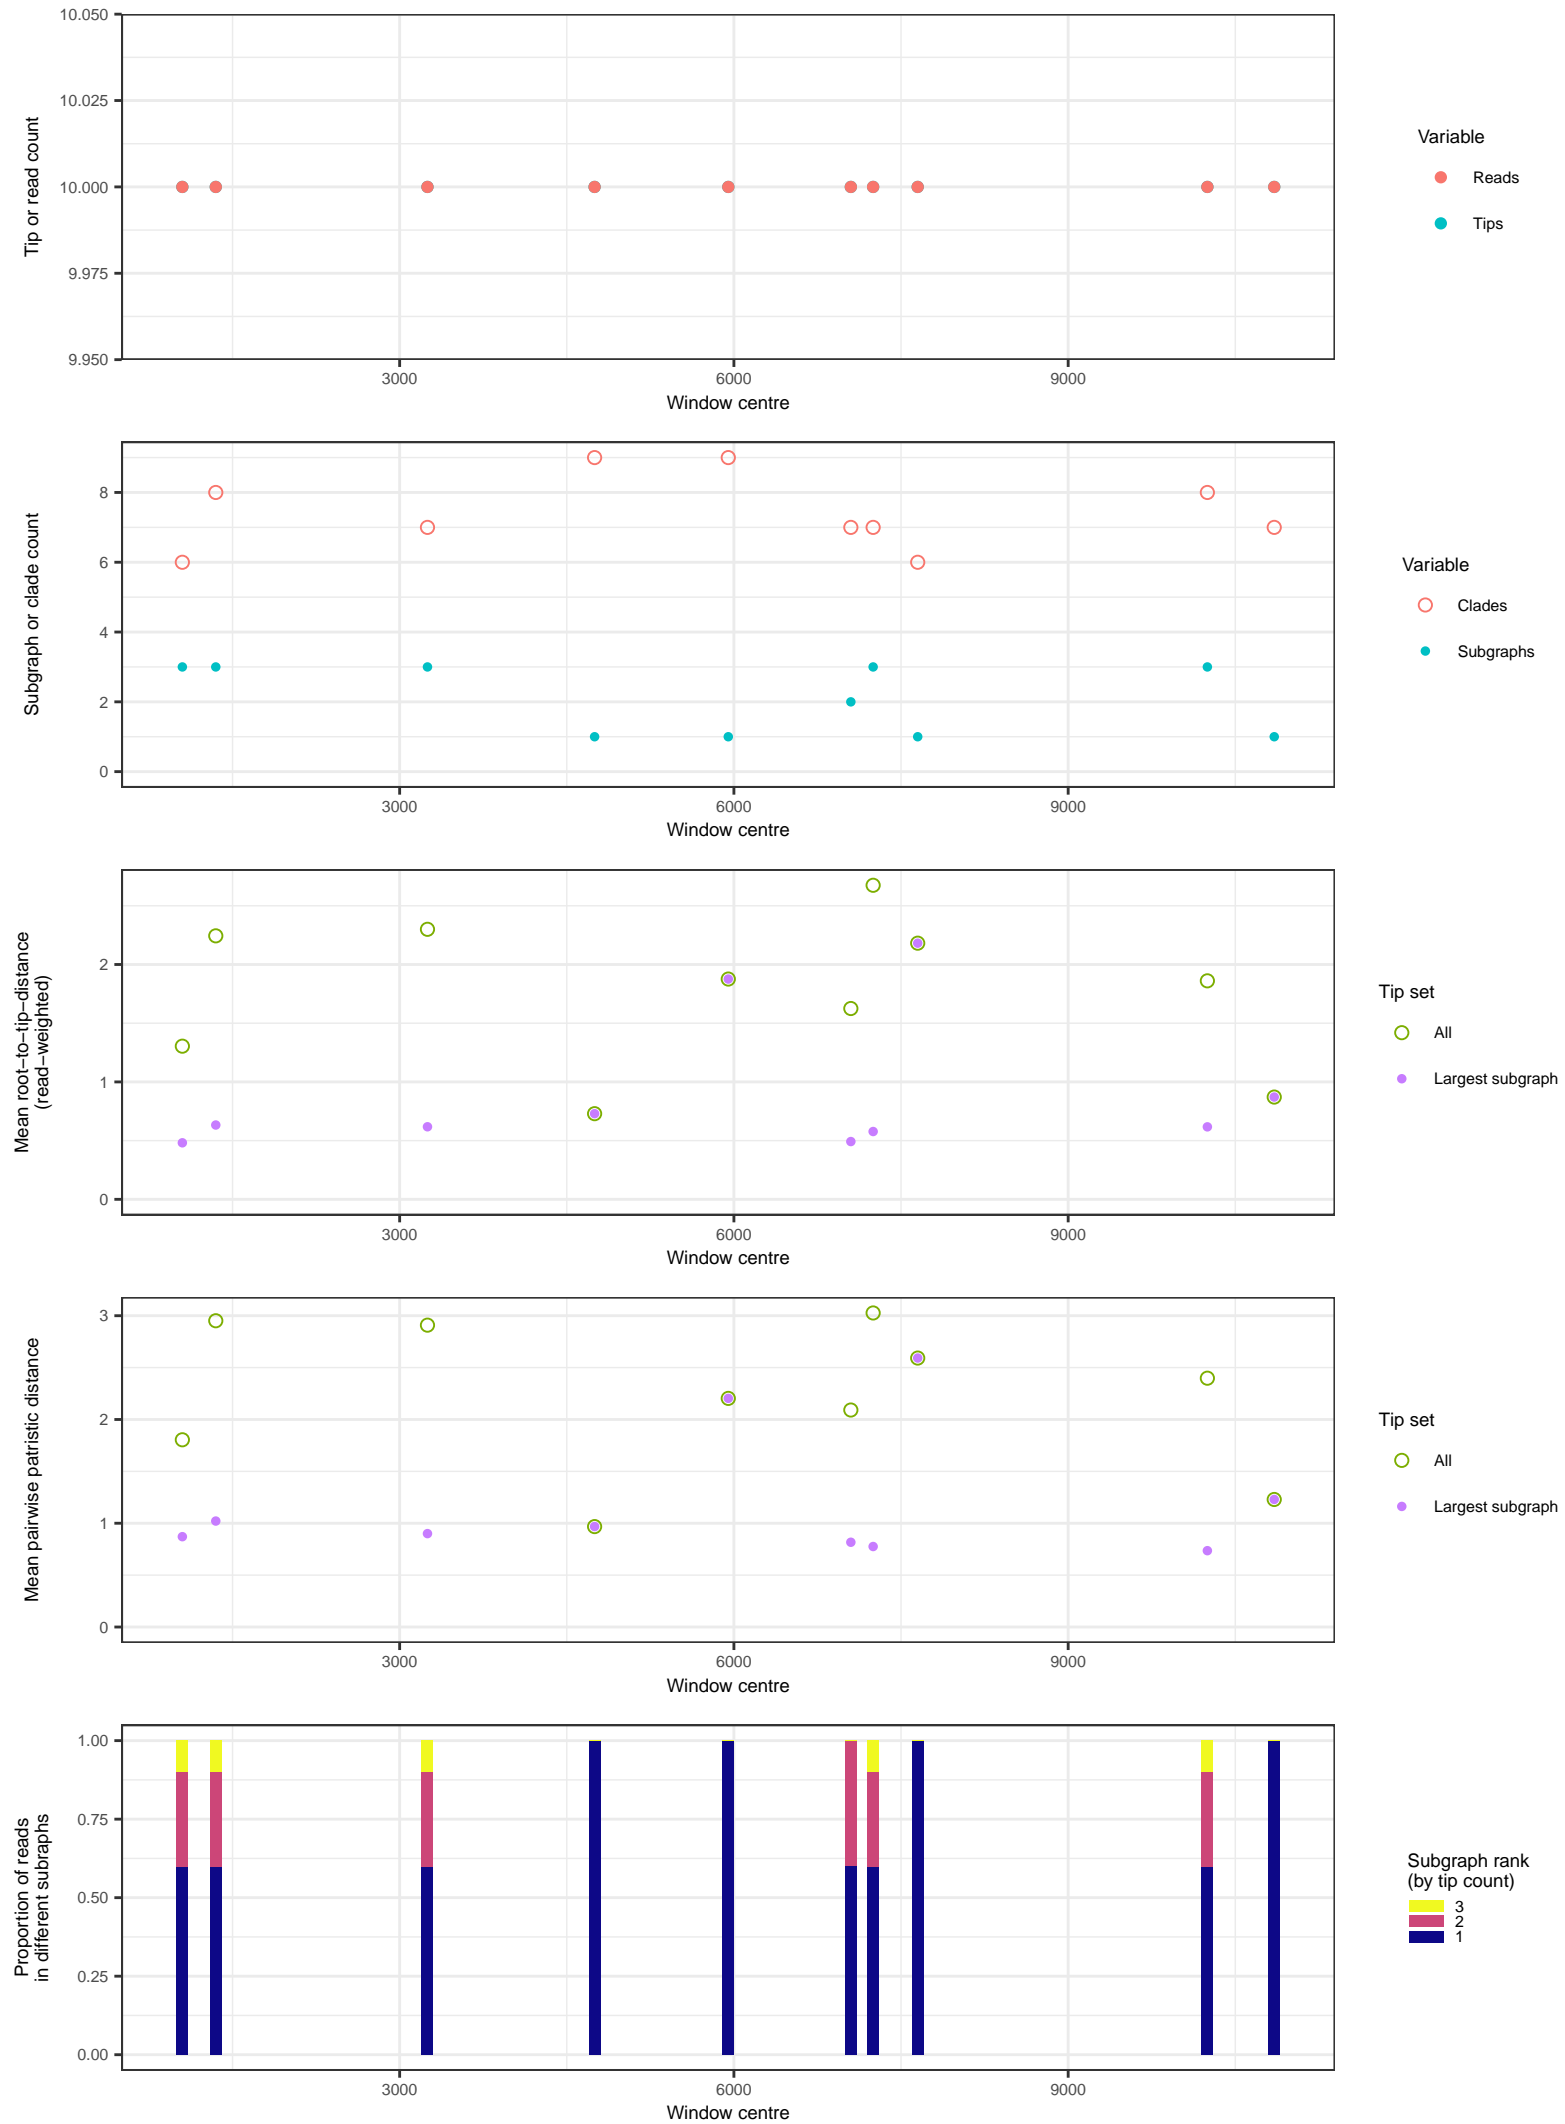 10.050
10.025
10.000
9.975
9.950
Tip or read count
3000 6000 9000
Window centre
Variable
Reads
Tips
8
6
4
2
0
Subgraph or clade count
3000 6000 9000
Window centre
Variable
Clades
Subgraphs
2
1
0
Mean root−to−tip−distance
(read−weighted)
3000 6000 9000
Window centre
Tip set
All
Largest subgraph
3
2
1
0
Mean pairwise patristic distance
3000 6000 9000
Window centre
Tip set
All
Largest subgraph
1.00
0.75
0.50
0.25
0.00
Proportion of reads
in different subraphs
3000 6000 9000
Window centre
Subgraph rank
(by tip count)
3
2
1